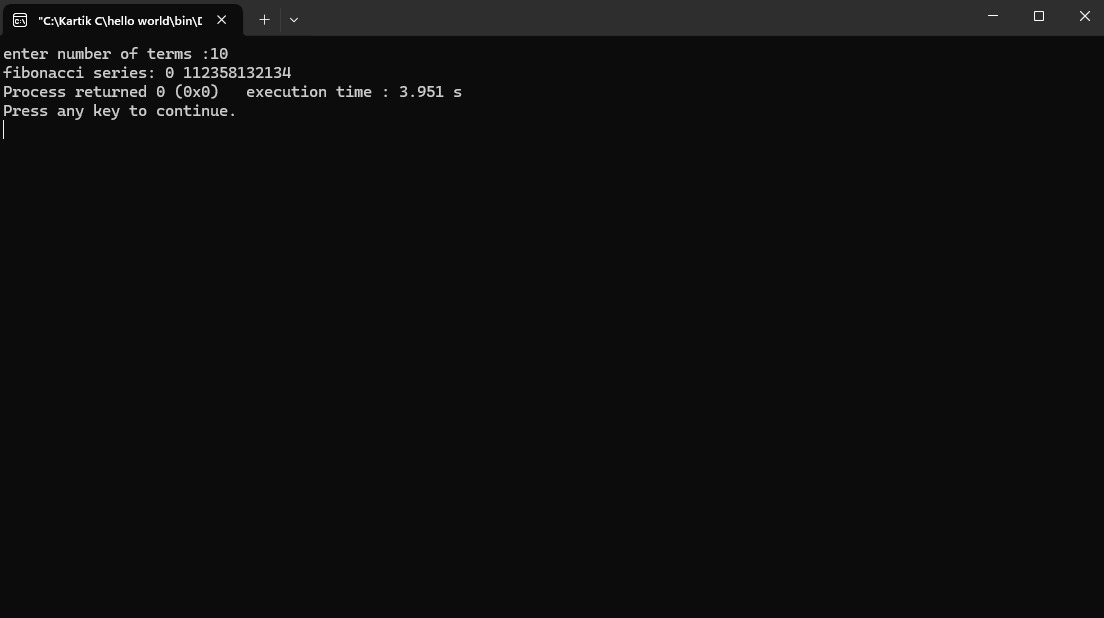 "C:\Kartik C\hello world\bin\D
enter number of terms :10
fibonacci series: 0 112358132134
Process returned 0 (0x0)   execution time : 3.951 s
Press any key to continue.